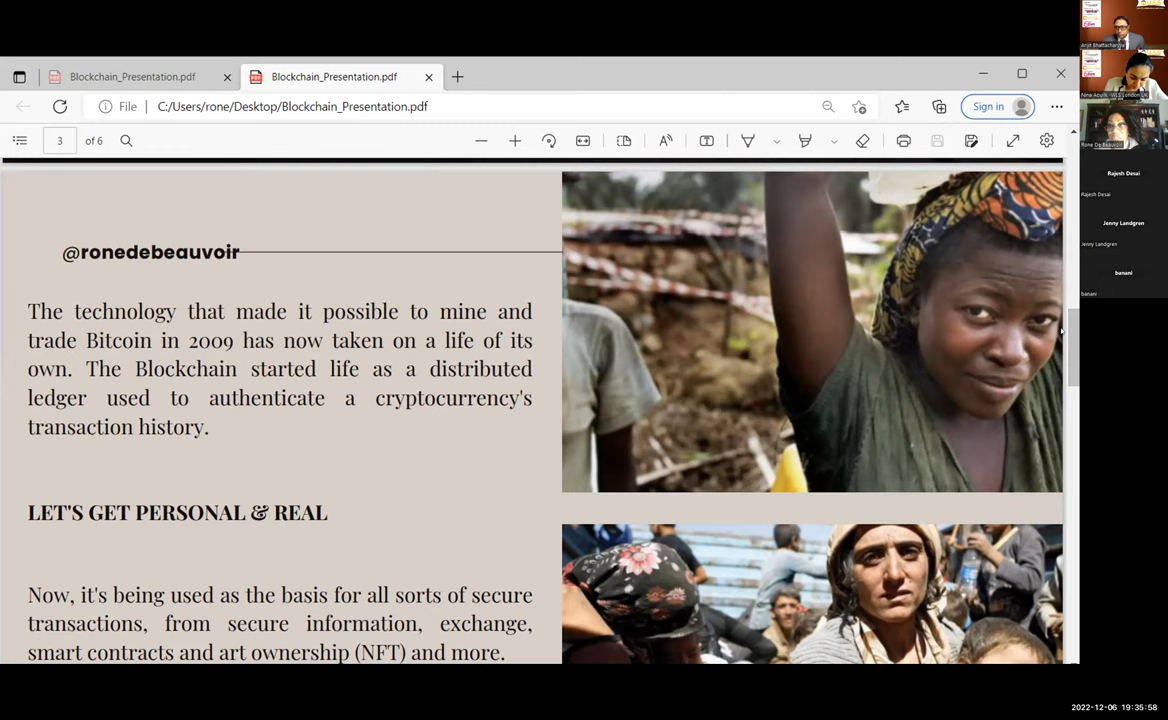 Blockchain_Presentation.pdf
Blockchain_Presentation.pdf
File
C:/Users/rone/Desktop/Blockchain_Presentation.pdf
Sign in
3 of 6
@ronedebeauvoir
The technology that made it possible to mine and
trade Bitcoin in 2009 has now taken on a life of its
own. The Blockchain started life as a distributed
ledger used to authenticate a cryptocurrency's
transaction history.
LET'S GET PERSONAL & REAL
Now, it's being used as the basis for all sorts of secure
transactions, from secure information, exchange,
smart contracts and art ownership (NFT) and more.
Rone De Beauvoir
Rajesh Desai
Rajesh Desai
Jenny Landgren
Jenny Landgren
banani
banani
2022-12-06 19:35:58